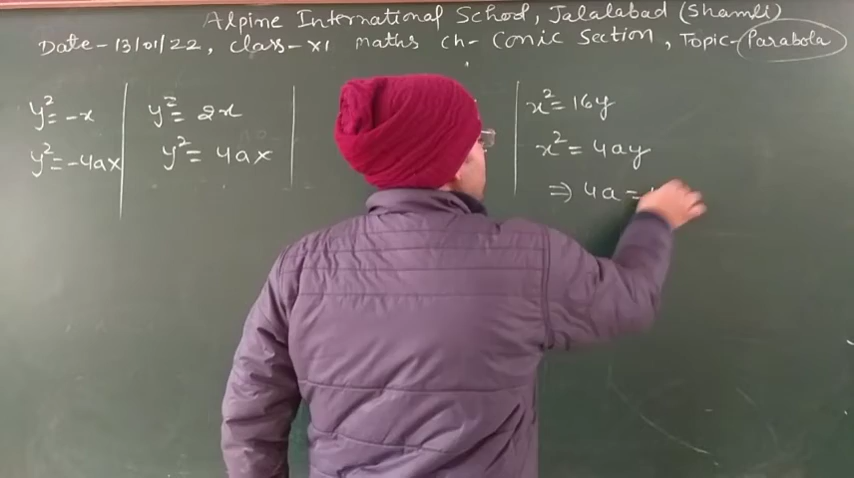 Alpine International School, Jalalabad (Shamli)
Date - 13/01/22, class - XI maths ch- Conic Section, Topic- Parabola
y² = -x
y² = -4ax
y² = 2x
y² = 4ax
x² = 16y
x² = 4ay
⇒ 4a =